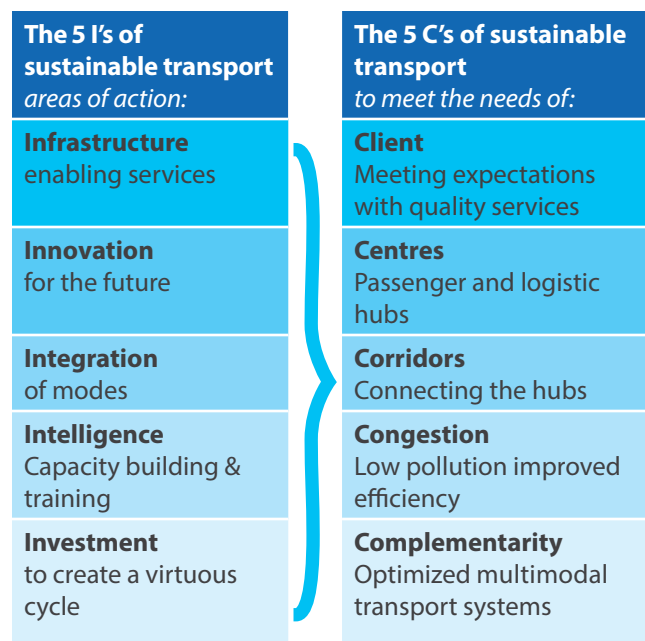 The 5 I's of
sustainable transport
areas of action:
Infrastructure
enabling services
Innovation
for the future
Integration
of modes
Intelligence
Capacity building &
training
Investment
to create a virtuous
cycle
The 5 C's of sustainable
transport
to meet the needs of:
Client
Meeting expectations
with quality services
Centres
Passenger and logistic
hubs
Corridors
Connecting the hubs
Congestion
Low pollution improved
efficiency
Complementarity
Optimized multimodal
transport systems